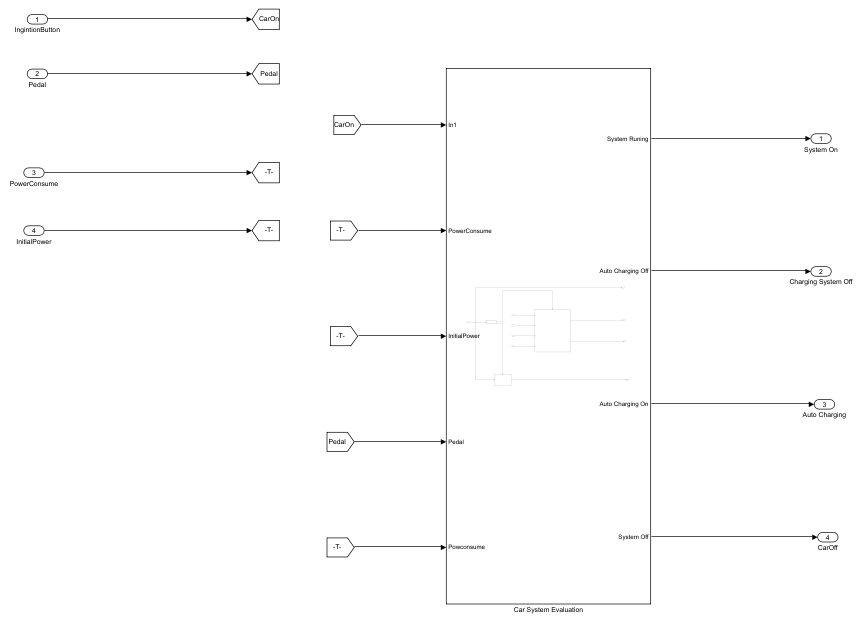 1
CarOn
IngintionButton
2
Pedal
Pedal
CarOn
In1
System Runing
1
System On
3
-T-
PowerConsume
4
-T-
-T-
PowerConsume
InitialPower
Auto Charging Off
2
Charging System Off
-T-
InitialPower
Auto Charging On
3
Auto Charging
Pedal
Pedal
System Off
4
CarOff
-T-
Powconsume
Car System Evaluation